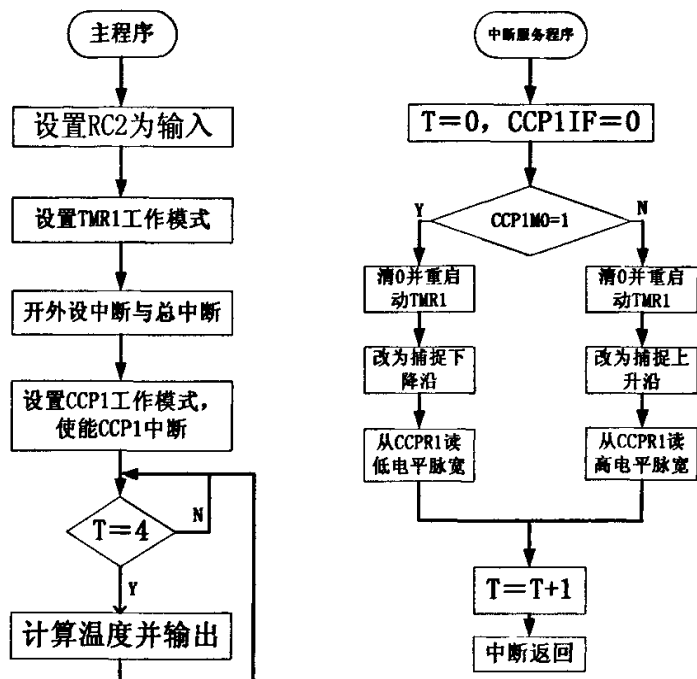 主程序
设置RC2为输入
设置TMR1工作模式
开外设中断与总中断
设置CCP1工作模式，
使能CCP1中断
T＝4
N
Y
计算温度并输出
中断服务程序
T＝0，CCP1IF＝0
CCP1M0=1
Y
N
清0并重启
动TMR1
改为捕捉下
降沿
从CCPR1读
低电平脉宽
清0并重启
动TMR1
改为捕捉上
升沿
从CCPR1读
高电平脉宽
T＝T+1
中断返回